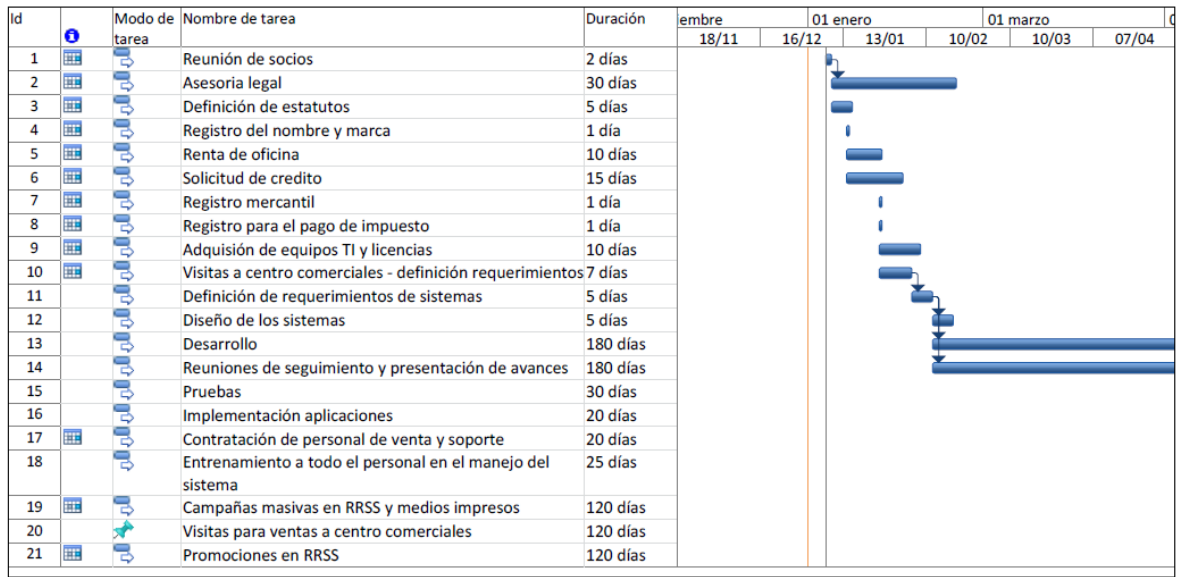 Id Modo de tarea Nombre de tarea Duración embre 01 enero 01 marzo
18/11 16/12 13/01 10/02 10/03 07/04
1 Reunión de socios 2 días
2 Asesoria legal 30 días
3 Definición de estatutos 5 días
4 Registro del nombre y marca 1 día
5 Renta de oficina 10 días
6 Solicitud de credito 15 días
7 Registro mercantil 1 día
8 Registro para el pago de impuesto 1 día
9 Adquisión de equipos TI y licencias 10 días
10 Visitas a centro comerciales - definición requerimientos 7 días
11 Definición de requerimientos de sistemas 5 días
12 Diseño de los sistemas 5 días
13 Desarrollo 180 días
14 Reuniones de seguimiento y presentación de avances 180 días
15 Pruebas 30 días
16 Implementación aplicaciones 20 días
17 Contratación de personal de venta y soporte 20 días
18 Entrenamiento a todo el personal en el manejo del 25 días
sistema
19 Campañas masivas en RRSS y medios impresos 120 días
20 Visitas para ventas a centro comerciales 120 días
21 Promociones en RRSS 120 días